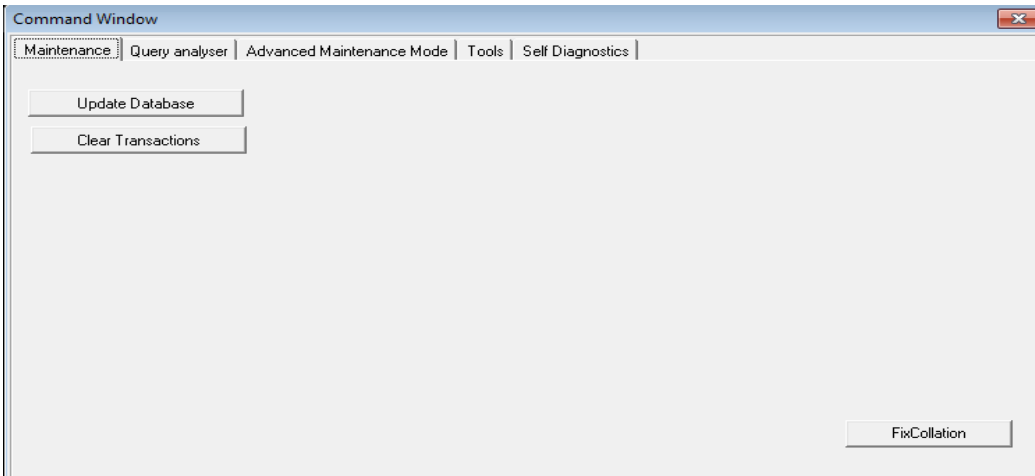 Command Window
Maintenance Query analyser Advanced Maintenance Mode Tools Self Diagnostics
Update Database
Clear Transactions
FixCollation